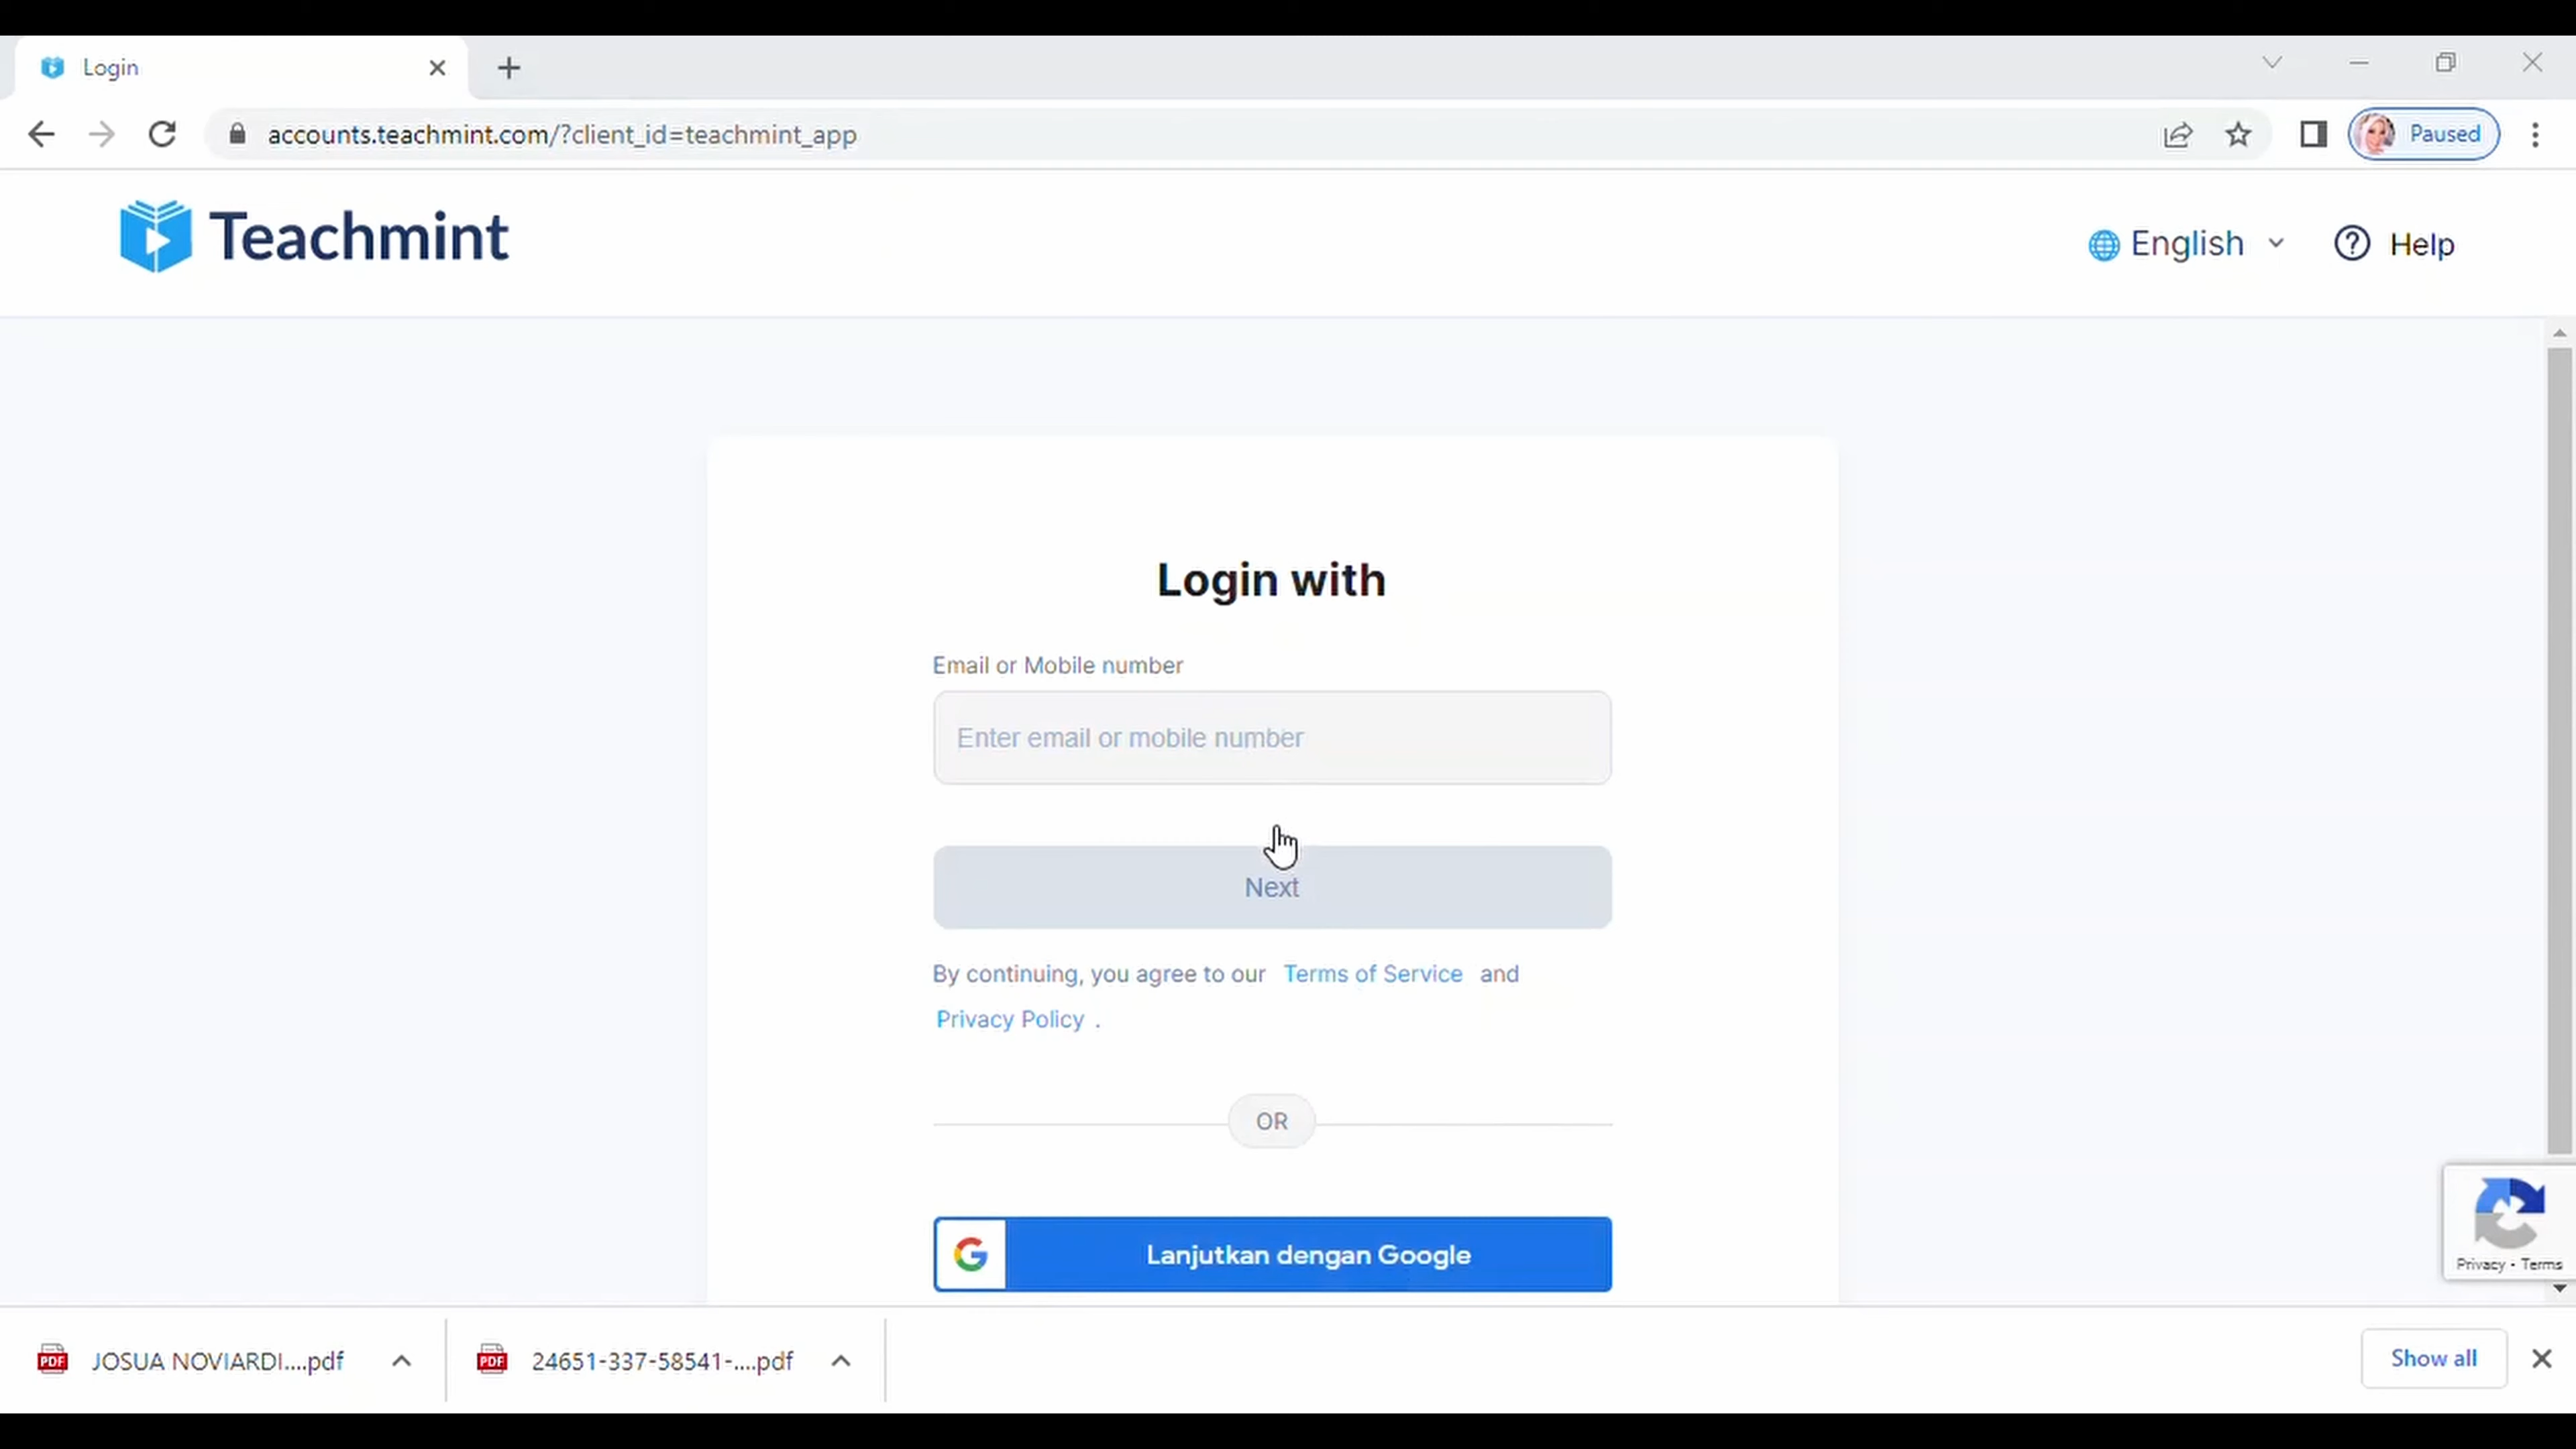 Login
accounts.teachmint.com/?client_id=teachmint_app
Paused
Teachmint
English
Help
Login with
Email or Mobile number
Enter email or mobile number
Next
By continuing, you agree to our Terms of Service and
Privacy Policy .
OR
Lanjutkan dengan Google
Privacy - Terms
JOSUA NOVIARDI....pdf
24651-337-58541-....pdf
Show all